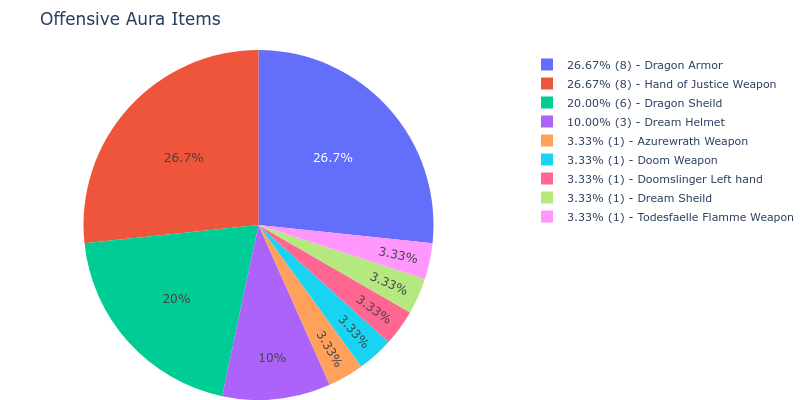 Offensive Aura Items
26.67% (8) - Dragon Armor
26.67% (8) - Hand of Justice Weapon
20.00% (6) - Dragon Sheild
10.00% (3) - Dream Helmet
3.33% (1) - Azurewrath Weapon
3.33% (1) - Doom Weapon
3.33% (1) - Doomslinger Left hand
3.33% (1) - Dream Sheild
3.33% (1) - Todesfaelle Flamme Weapon
26.7%
26.7%
20%
10%
3.33%
3.33%
3.33%
3.33%
3.33%